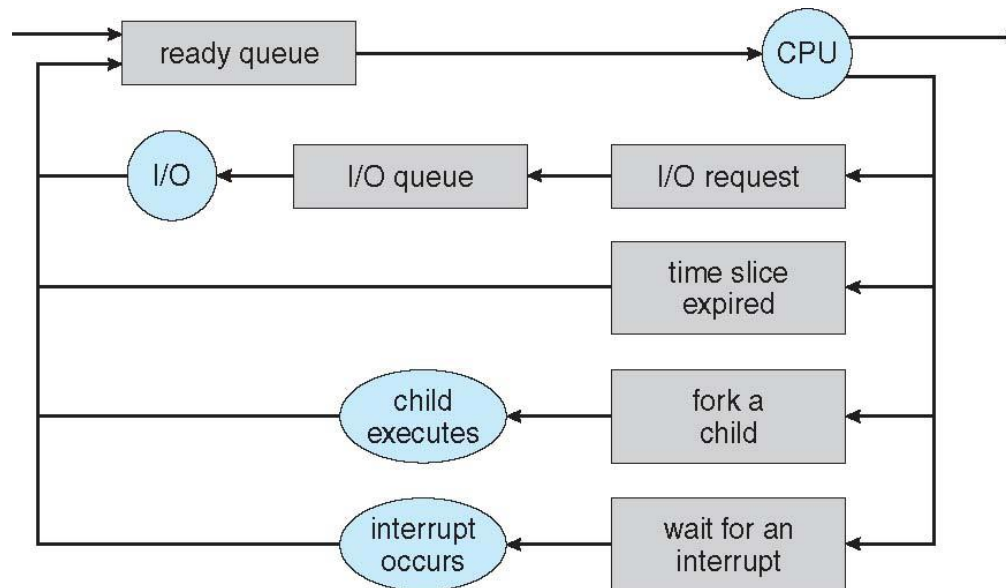 ready queue
CPU
I/O
I/O queue
I/O request
time slice
expired
child
executes
fork a
child
interrupt
occurs
wait for an
interrupt